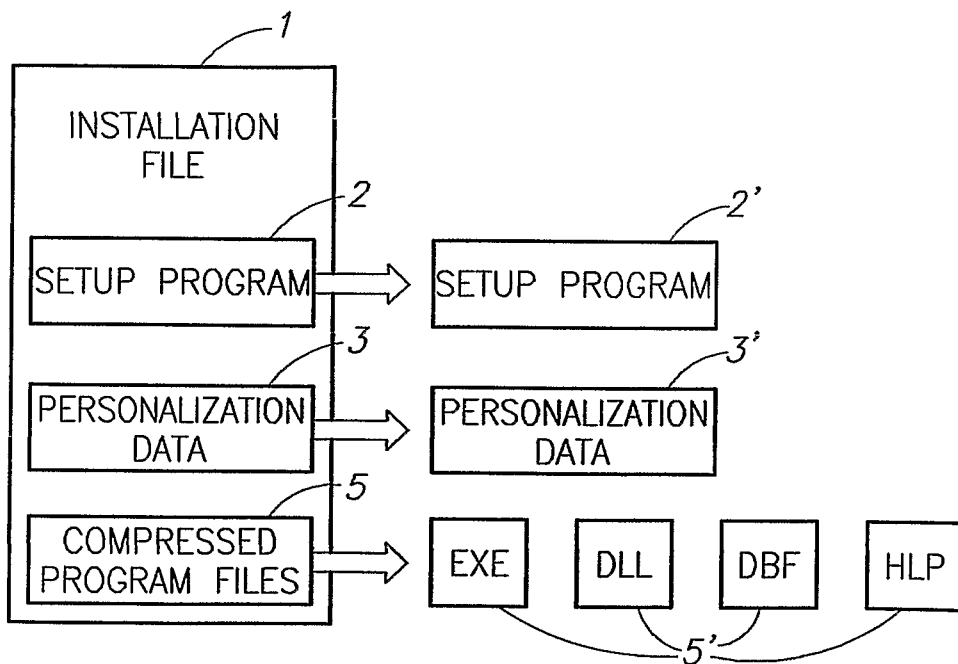 1
INSTALLATION
FILE
2
2'
SETUP PROGRAM
SETUP PROGRAM
3
3'
PERSONALIZATION
DATA
PERSONALIZATION
DATA
5
COMPRESSED
PROGRAM FILES
EXE
DLL
DBF
HLP
5'